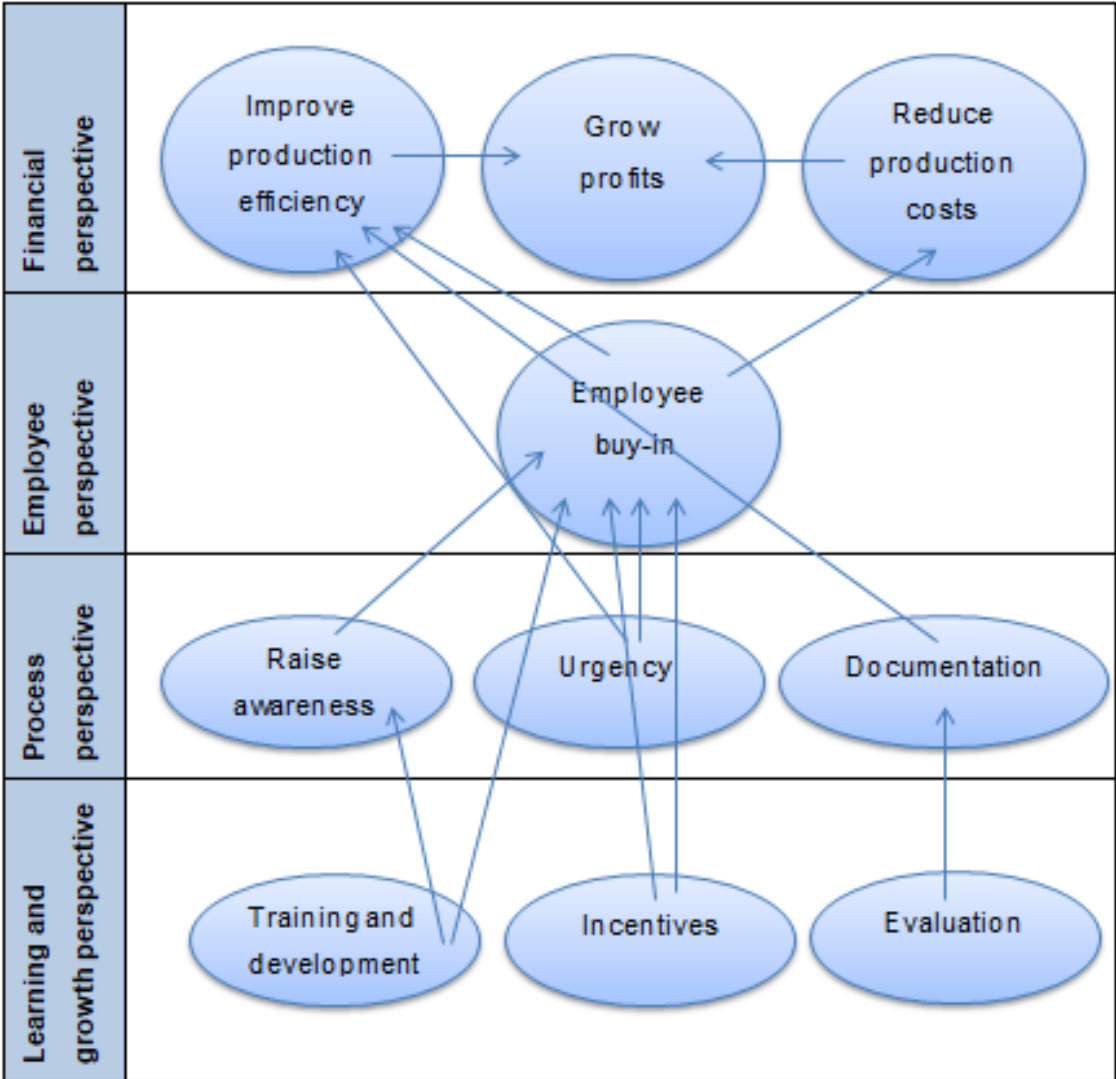 Financial
perspective
Improve
production
efficiency
Grow
profits
Reduce
production
costs
Employee
perspective
Employee
buy-in
Process
perspective
Raise
awareness
Urgency
Documentation
Learning and
growth perspective
Training and
development
Incentives
Evaluation